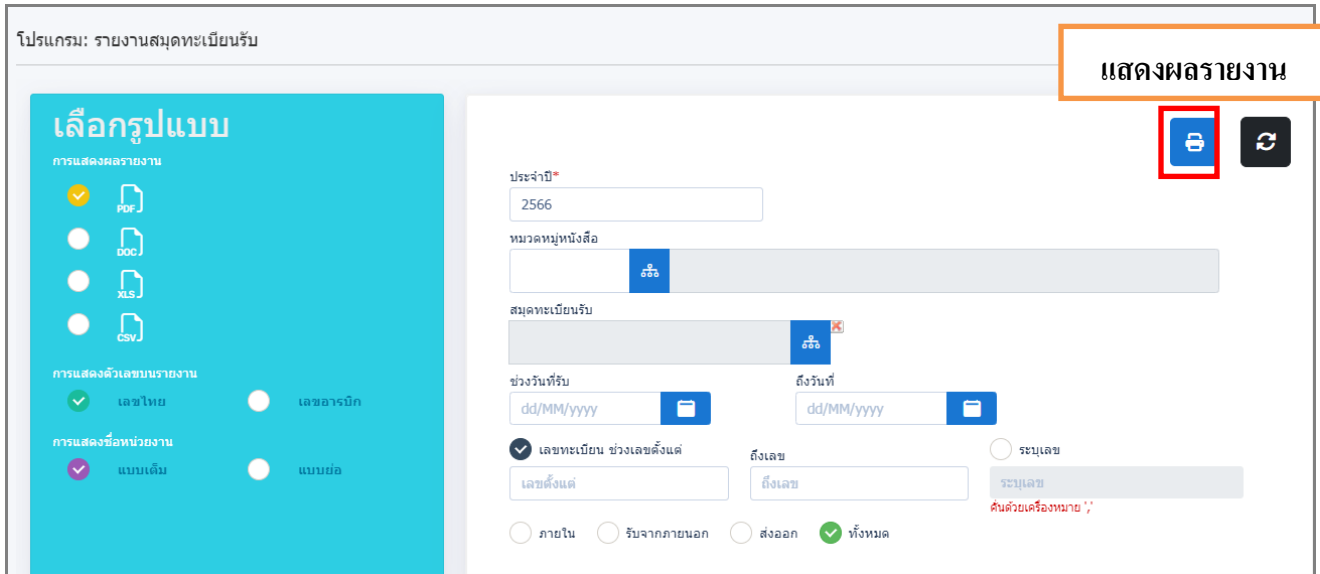 โปรแกรม: รายงานสมุดทะเบียนรับ
แสดงผลรายงาน
เลือกรูปแบบ
การแสดงผลรายงาน
PDF
DOC
XLS
CSV
การแสดงตัวเลขบนรายงาน
เลขไทย เลขอารบิก
การแสดงชื่อหน่วยงาน
แบบเต็ม แบบย่อ
ประจำปี*
2566
หมวดหมู่หนังสือ
สมุดทะเบียนรับ
ช่วงวันที่รับ ถึงวันที่
dd/MM/yyyy dd/MM/yyyy
เลขทะเบียน ช่วงเลขตั้งแต่ ถึงเลข ระบุเลข
เลขตั้งแต่ ถึงเลข ระบุเลข
คั่นด้วยเครื่องหมาย ','
ภายใน รับจากภายนอก ส่งออก ทั้งหมด